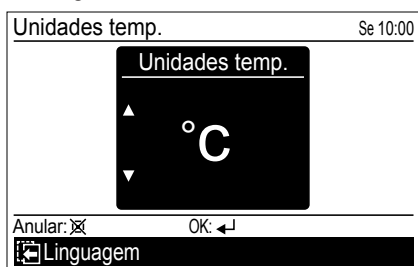 Unidades temp. Se 10:00
Unidades temp.
°C
Anular: OK:
Linguagem